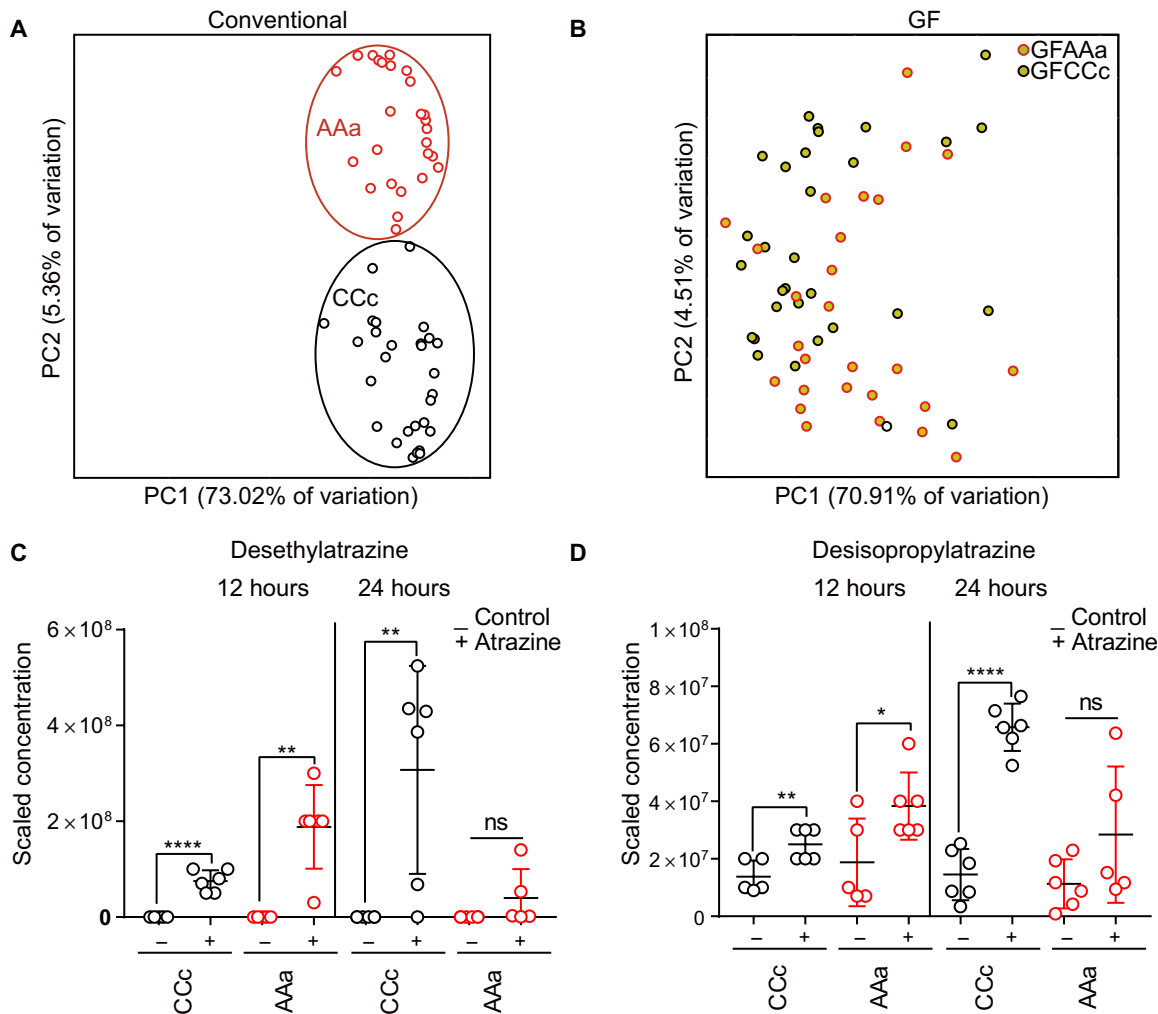 A
Conventional
AAa
CCc
PC2 (5.36% of variation)
PC1 (73.02% of variation)
B
GF
GFAAa
GFCCc
PC2 (4.51% of variation)
PC1 (70.91% of variation)
C
Desethylatrazine
12 hours
24 hours
– Control
+ Atrazine
Scaled concentration
6 × 10⁸
4 × 10⁸
2 × 10⁸
0
****
**
**
ns
– + – + – + – +
CCc
AAa
CCc
AAa
D
Desisopropylatrazine
12 hours
24 hours
– Control
+ Atrazine
Scaled concentration
1 × 10⁸
8 × 10⁷
6 × 10⁷
4 × 10⁷
2 × 10⁷
0
**
*
****
ns
– + – + – + – +
CCc
AAa
CCc
AAa